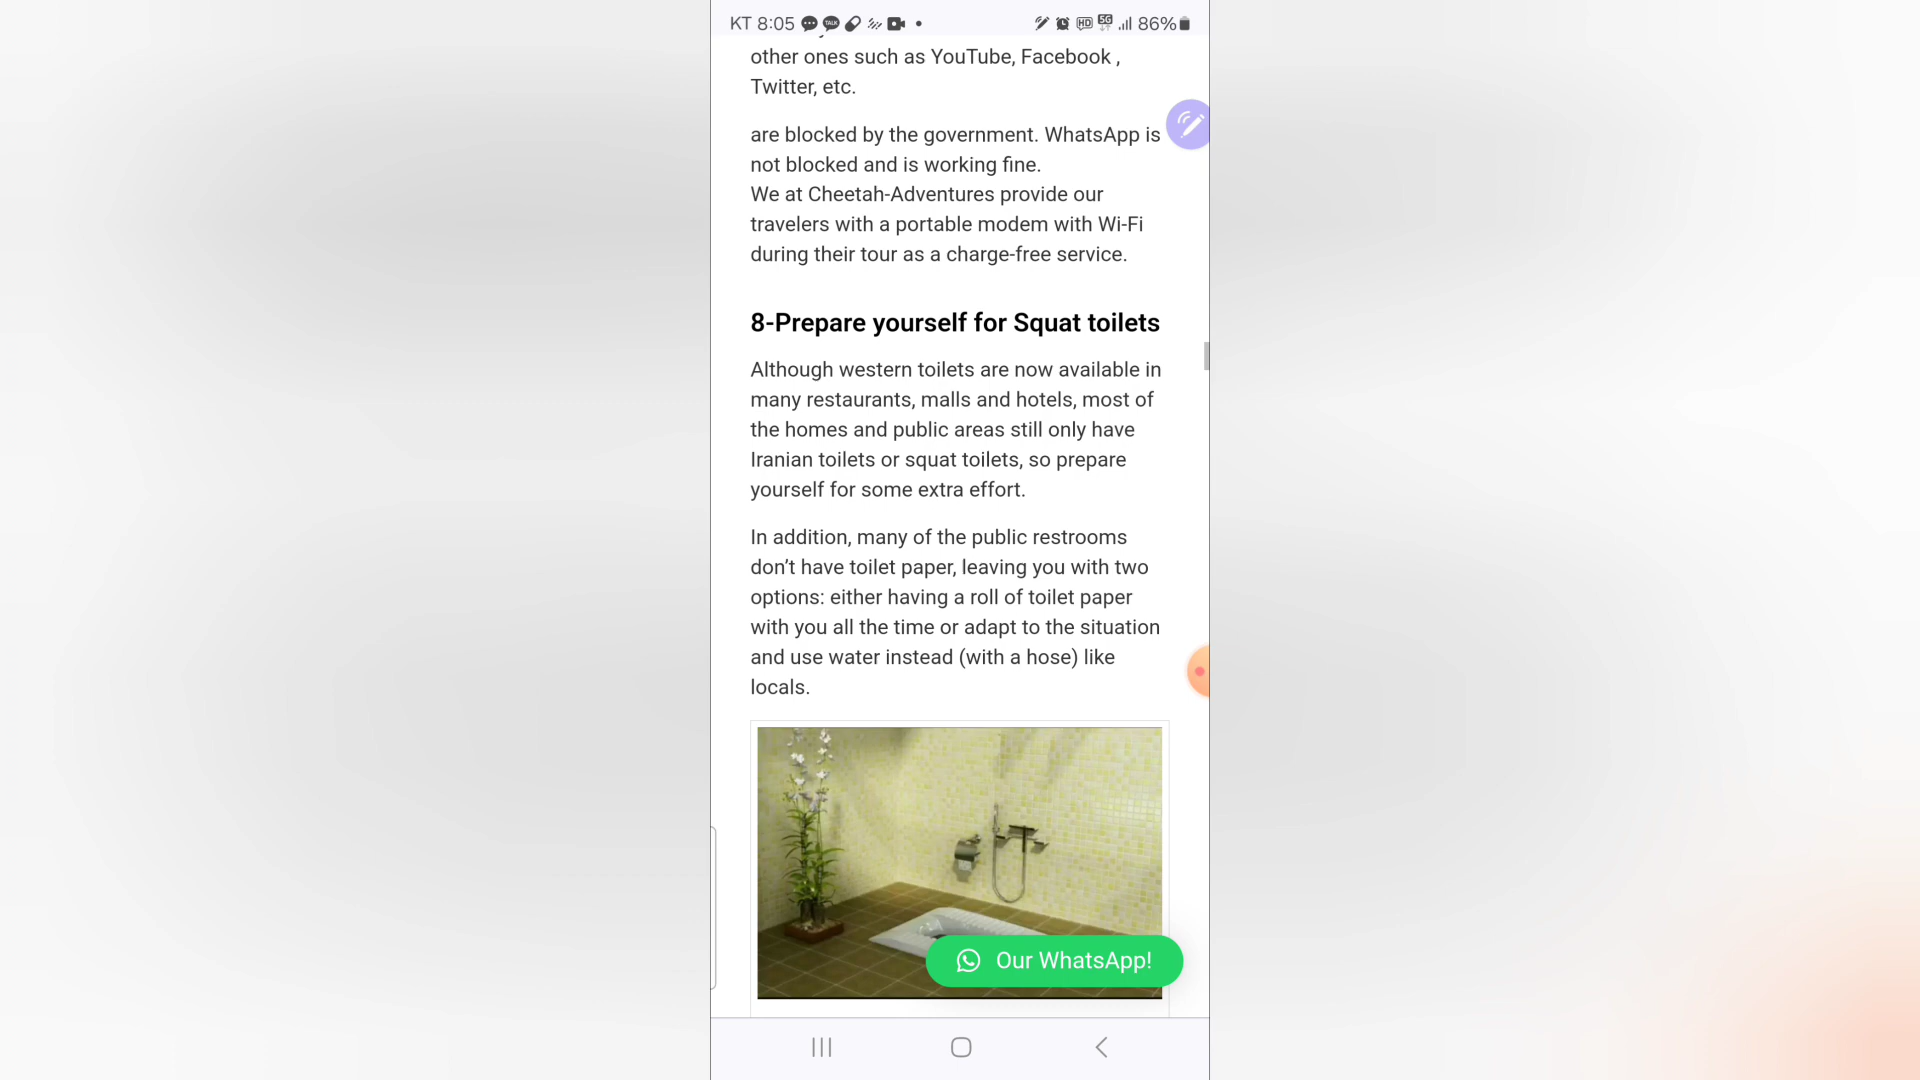 KT 8:05 TALK HD 5G 86%
other ones such as YouTube, Facebook ,
Twitter, etc.
are blocked by the government. WhatsApp is
not blocked and is working fine.
We at Cheetah-Adventures provide our
travelers with a portable modem with Wi-Fi
during their tour as a charge-free service.
8-Prepare yourself for Squat toilets
Although western toilets are now available in
many restaurants, malls and hotels, most of
the homes and public areas still only have
Iranian toilets or squat toilets, so prepare
yourself for some extra effort.
In addition, many of the public restrooms
don’t have toilet paper, leaving you with two
options: either having a roll of toilet paper
with you all the time or adapt to the situation
and use water instead (with a hose) like
locals.
Our WhatsApp!